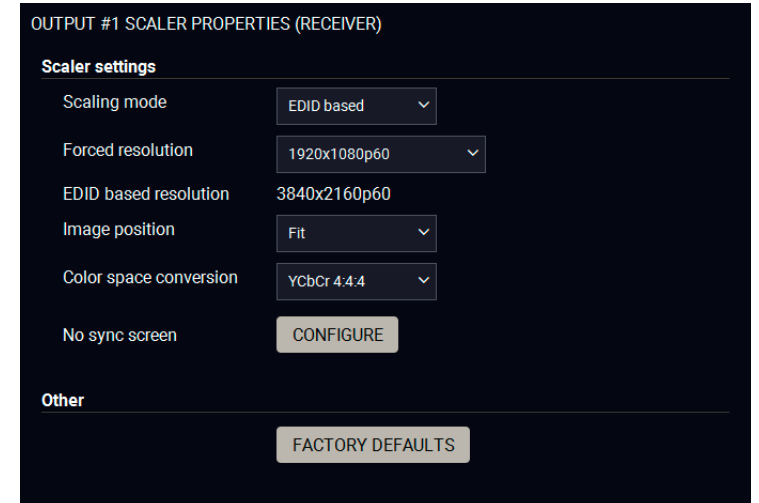 OUTPUT #1 SCALER PROPERTIES (RECEIVER)
Scaler settings
Scaling mode EDID based
Forced resolution 1920x1080p60
EDID based resolution 3840x2160p60
Image position Fit
Color space conversion YCbCr 4:4:4
No sync screen CONFIGURE
Other
FACTORY DEFAULTS